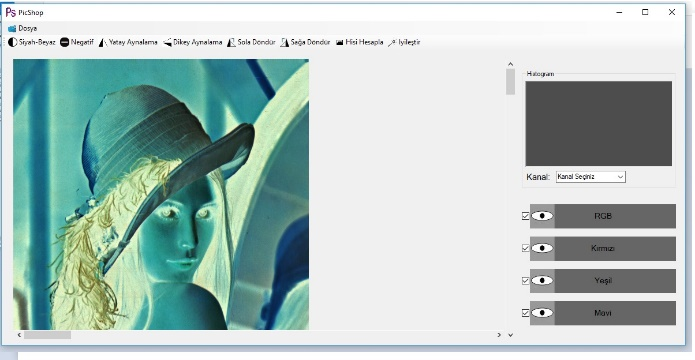 PicShop
Dosya
Siyah-Beyaz Negatif Yatay Aynalama Dikey Aynalama Sola Döndür Sağa Döndür Hisi Hesapla İyileştir
Histogram
Kanal: Kanal Seçiniz
RGB
Kırmızı
Yeşil
Mavi